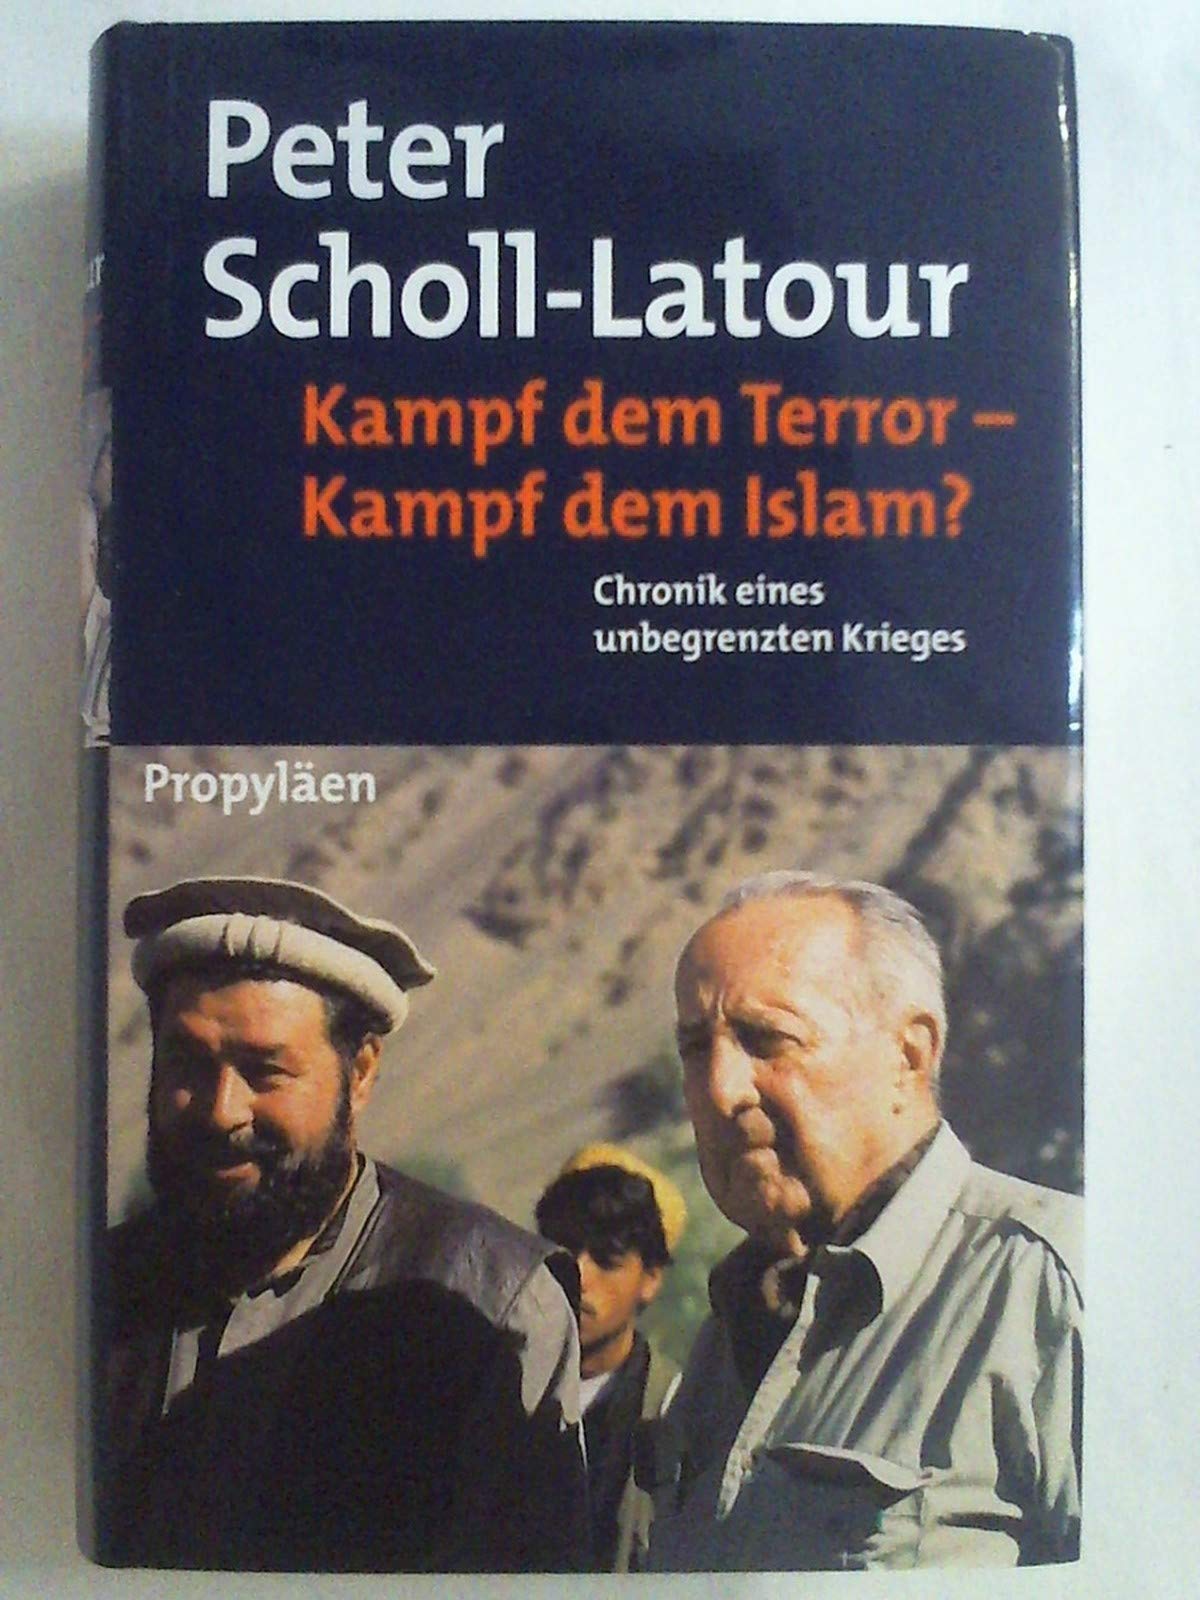 Peter
Scholl-Latour
Kampf dem Terror –
Kampf dem Islam?
Chronik eines
unbegrenzten Krieges
Propyläen